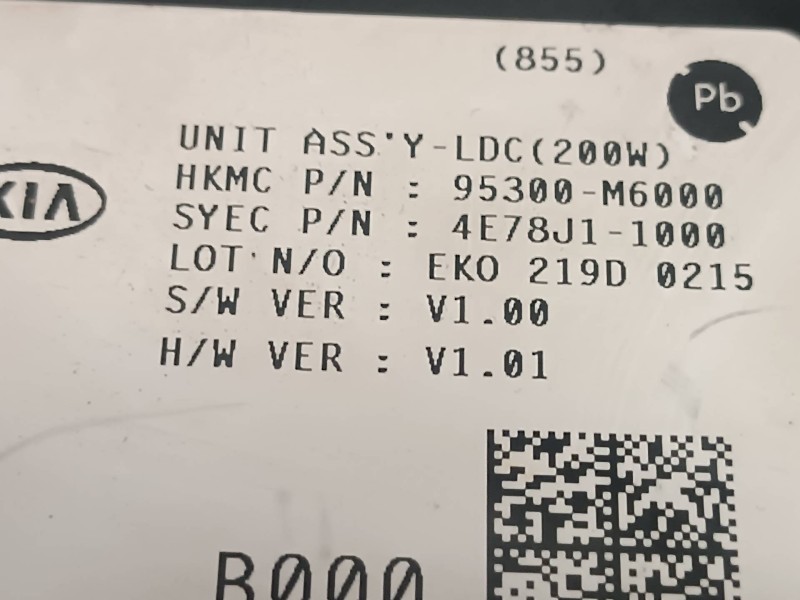 (855)
Pb
UNIT ASS'Y-LDC(200W)
HKMC P/N : 95300-M6000
KIA
SYEC P/N : 4E78J1-1000
LOT N/O : EKO 219D 0215
S/W VER : V1.00
H/W VER : V1.01
B000